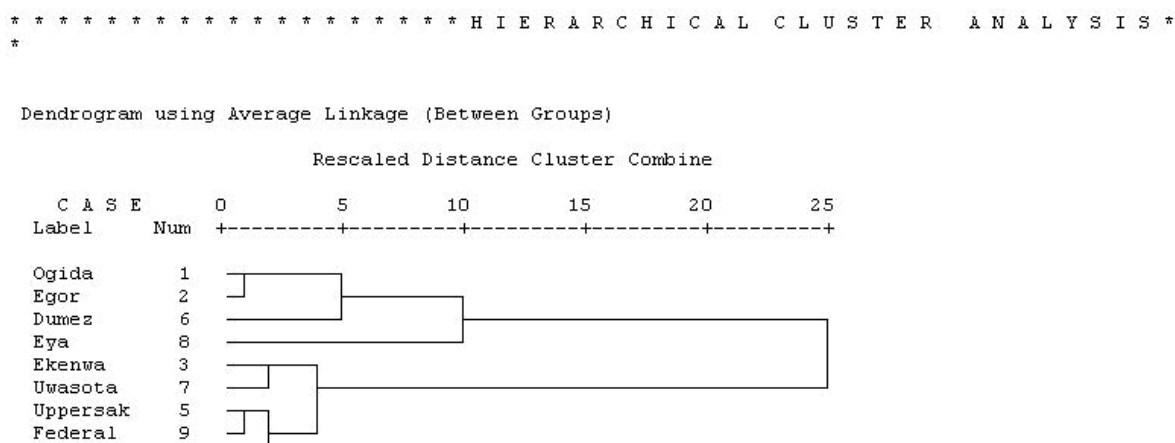 * * * * * * * * * * * * * * * * * * * H I E R A R C H I C A L C L U S T E R A N A L Y S I S *
*
Dendrogram using Average Linkage (Between Groups)
Rescaled Distance Cluster Combine
C A S E 0 5 10 15 20 25
Label Num +---------+---------+---------+---------+---------+
Ogida 1
Egor 2
Dumez 6
Eya 8
Ekenwa 3
Uwasota 7
Uppersak 5
Federal 9